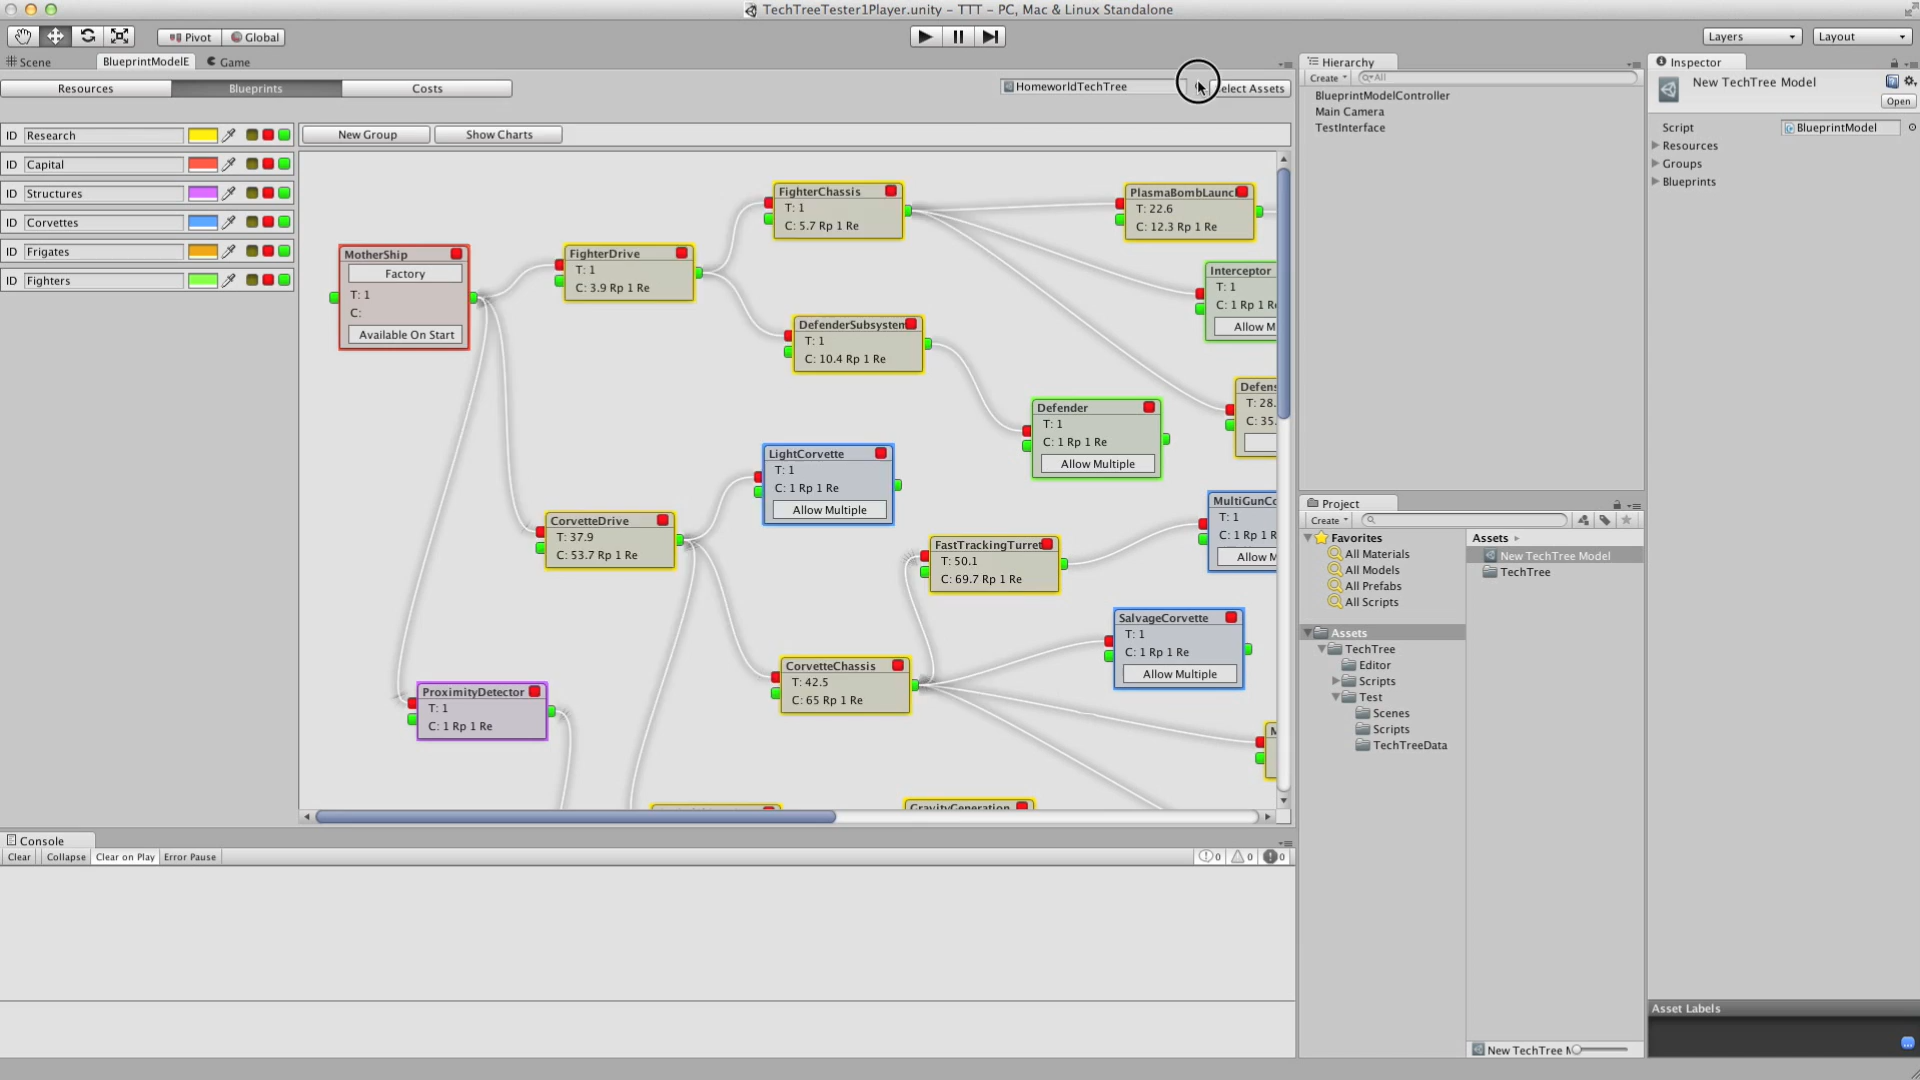 TechTreeTester1Player.unity – TTT – PC, Mac & Linux Standalone
Pivot
Global
Layers
Layout
Scene
BlueprintModelE
Game
Resources
Blueprints
Costs
HomeworldTechTree
elect Assets
ID Research
ID Capital
ID Structures
ID Corvettes
ID Frigates
ID Fighters
New Group
Show Charts
MotherShip
Factory
T: 1
C:
Available On Start
FighterDrive
T: 1
C: 3.9 Rp 1 Re
FighterChassis
T: 1
C: 5.7 Rp 1 Re
PlasmaBombLaunc
T: 22.6
C: 12.3 Rp 1 Re
Interceptor
T: 1
C: 1 Rp 1 Re
Allow M
DefenderSubsystem
T: 1
C: 10.4 Rp 1 Re
Defens
T: 28.
C: 35.
Defender
T: 1
C: 1 Rp 1 Re
Allow Multiple
LightCorvette
T: 1
C: 1 Rp 1 Re
Allow Multiple
CorvetteDrive
T: 37.9
C: 53.7 Rp 1 Re
FastTrackingTurret
T: 50.1
C: 69.7 Rp 1 Re
MultiGunCo
T: 1
C: 1 Rp 1 Re
Allow M
SalvageCorvette
T: 1
C: 1 Rp 1 Re
Allow Multiple
CorvetteChassis
T: 42.5
C: 65 Rp 1 Re
ProximityDetector
T: 1
C: 1 Rp 1 Re
M
GravityGeneration
Console
Clear
Collapse
Clear on Play
Error Pause
0
0
0
Hierarchy
Create
All
BlueprintModelController
Main Camera
TestInterface
Project
Create
Favorites
All Materials
All Models
All Prefabs
All Scripts
Assets
TechTree
Editor
Scripts
Test
Scenes
Scripts
TechTreeData
Assets
New TechTree Model
TechTree
New TechTree M
Inspector
New TechTree Model
Open
Script
BlueprintModel
Resources
Groups
Blueprints
Asset Labels